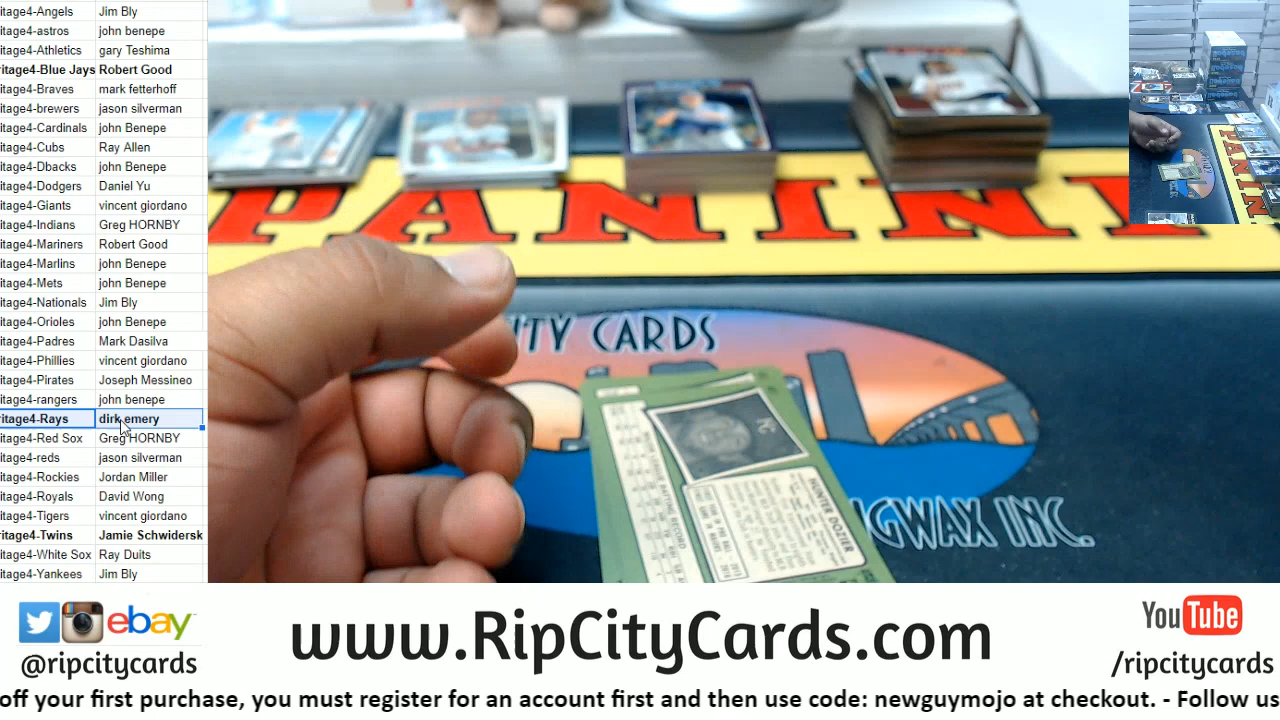 itage4-Angels Jim Bly
itage4-astros john benepe
itage4-Athletics gary Teshima
ritage4-Blue Jays Robert Good
itage4-Braves mark fetterhoff
itage4-brewers jason silverman
itage4-Cardinals john Benepe
itage4-Cubs Ray Allen
itage4-Dbacks john Benepe
itage4-Dodgers Daniel Yu
itage4-Giants vincent giordano
itage4-Indians Greg HORNBY
itage4-Mariners Robert Good
itage4-Marlins john Benepe
itage4-Mets john Benepe
itage4-Nationals Jim Bly
itage4-Orioles john Benepe
itage4-Padres Mark Dasilva
itage4-Phillies vincent giordano
itage4-Pirates Joseph Messineo
itage4-rangers john benepe
ritage4-Rays dirk emery
itage4-Red Sox Greg HORNBY
itage4-reds jason silverman
itage4-Rockies Jordan Miller
itage4-Royals David Wong
itage4-Tigers vincent giordano
ritage4-Twins Jamie Schwidersk
itage4-White Sox Ray Duits
itage4-Yankees Jim Bly
PANINI
ITY CARDS
HUNTER DOZIER
NGWAX INC.
ebay
@ripcitycards
www.RipCityCards.com
YouTube
/ripcitycards
off your first purchase, you must register for an account first and then use code: newguymojo at checkout. - Follow us